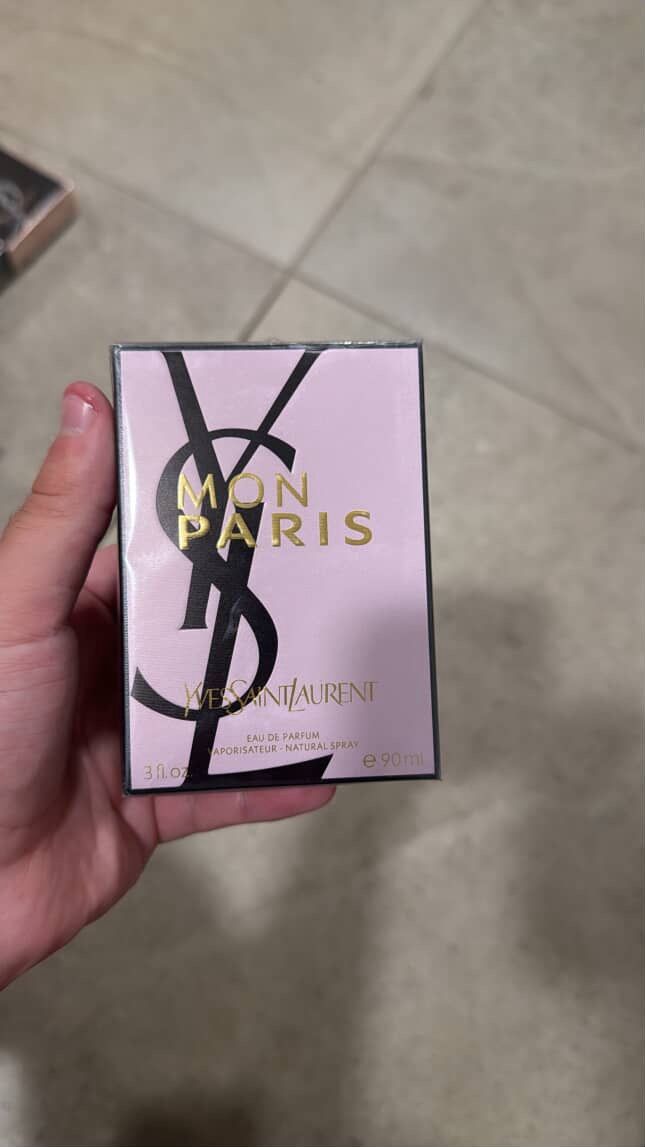 MON
PARIS
YVESSAINTLAURENT
EAU DE PARFUM
VAPORISATEUR - NATURAL SPRAY
3 fl.oz. ℮ 90 ml